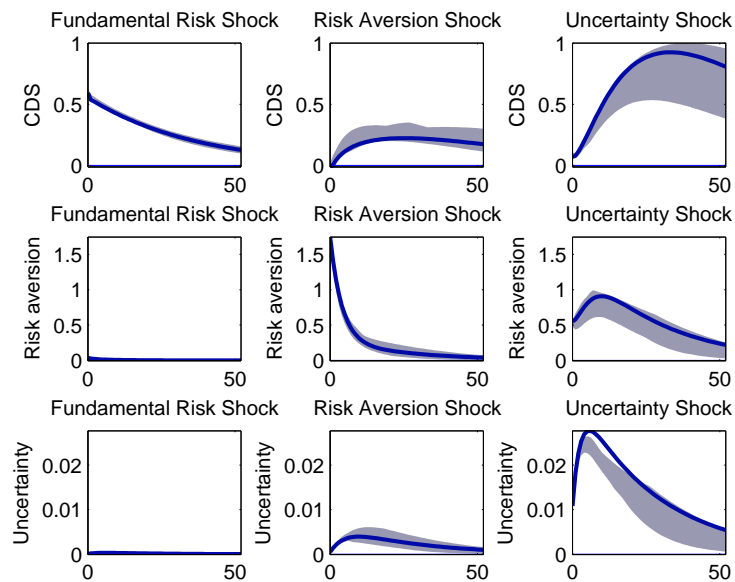 Fundamental Risk Shock Risk Aversion Shock Uncertainty Shock
1 1 1
CDS 0.5 CDS 0.5 CDS 0.5
0 0 0
0 50 0 50 0 50
Fundamental Risk Shock Risk Aversion Shock Uncertainty Shock
1.5 1.5 1.5
Risk aversion 1 Risk aversion 1 Risk aversion 1
0.5 0.5 0.5
0 0 0
0 50 0 50 0 50
Fundamental Risk Shock Risk Aversion Shock Uncertainty Shock
0.02 0.02 0.02
Uncertainty 0.01 Uncertainty 0.01 Uncertainty 0.01
0 0 0
0 50 0 50 0 50